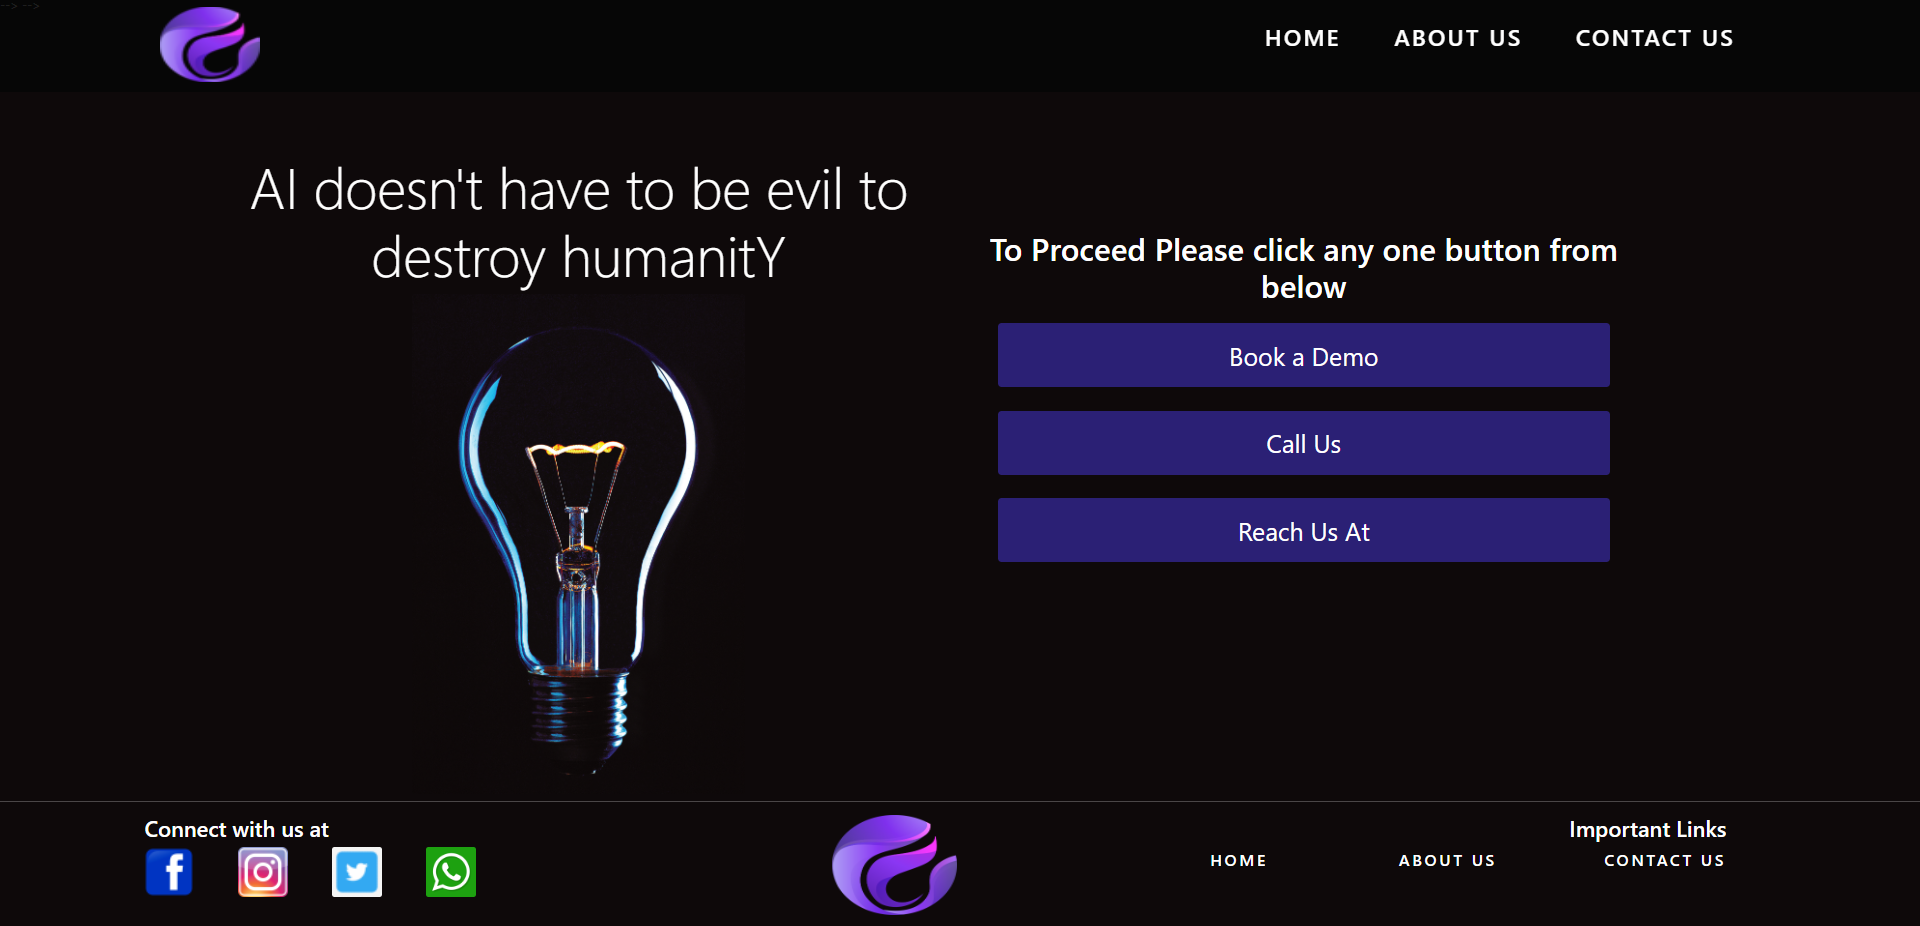 --> -->
HOME ABOUT US CONTACT US
AI doesn't have to be evil to
destroy humanitY
To Proceed Please click any one button from
below
Book a Demo
Call Us
Reach Us At
Connect with us at
Important Links
HOME ABOUT US CONTACT US